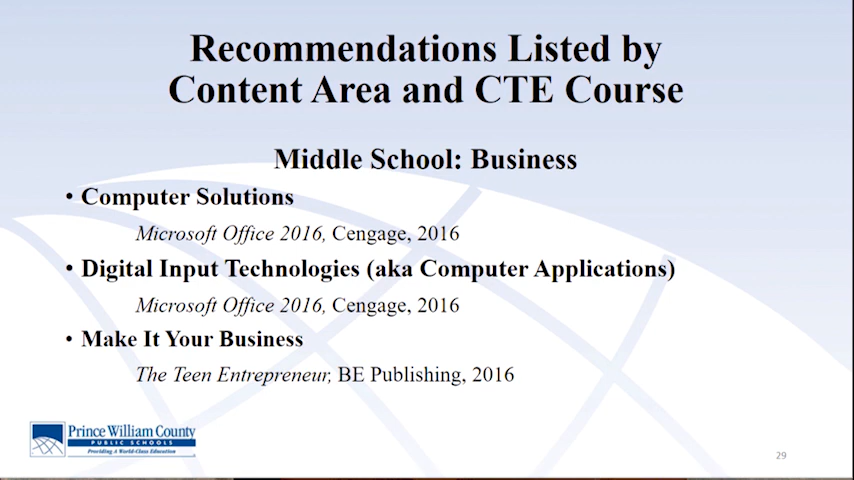 Recommendations Listed by
Content Area and CTE Course
Middle School: Business
• Computer Solutions
Microsoft Office 2016, Cengage, 2016
• Digital Input Technologies (aka Computer Applications)
Microsoft Office 2016, Cengage, 2016
• Make It Your Business
The Teen Entrepreneur, BE Publishing, 2016
Prince William County
PUBLIC SCHOOLS
Providing A World-Class Education
29